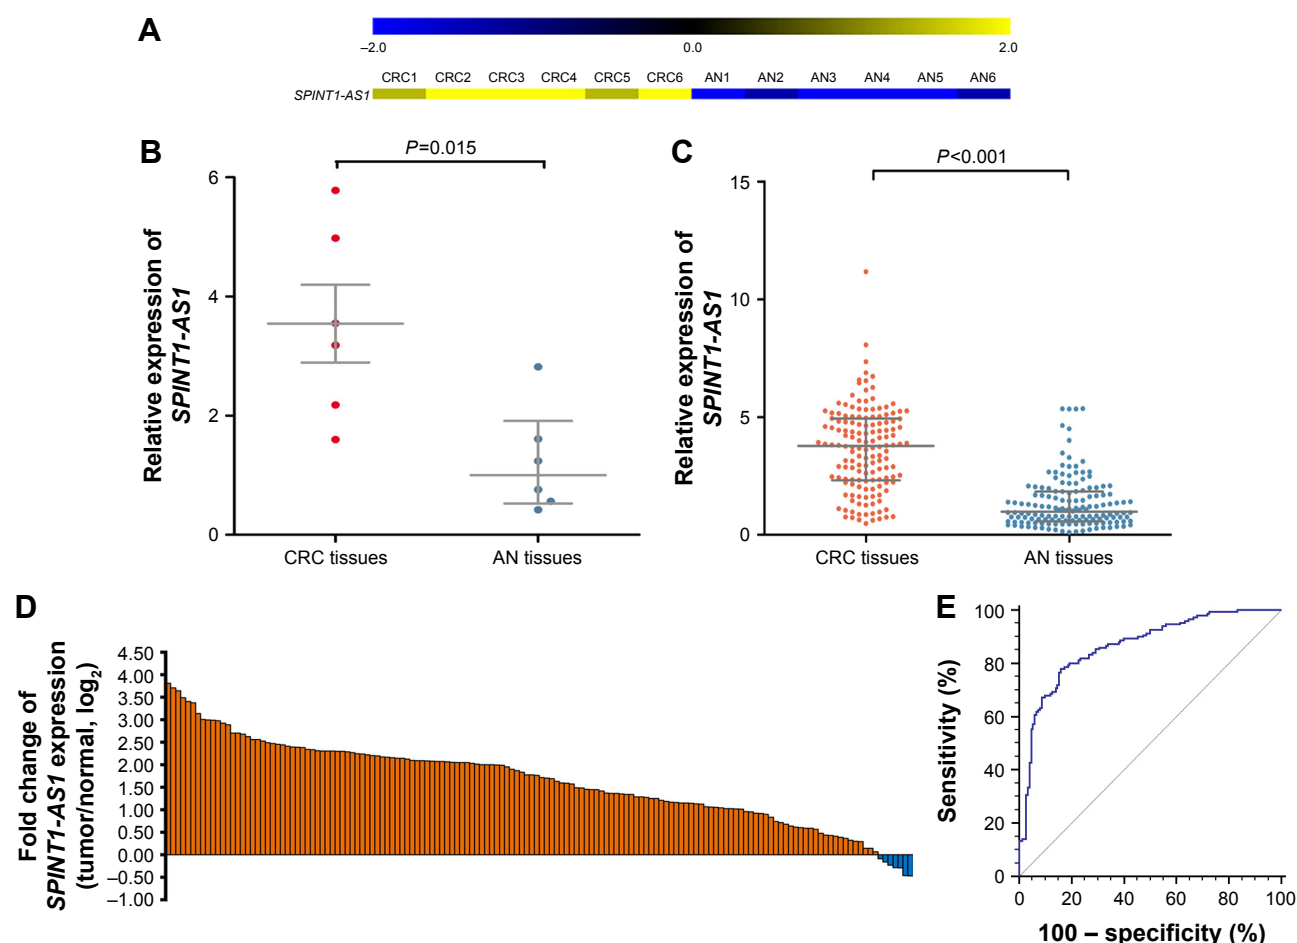 A
–2.0 0.0 2.0
CRC1 CRC2 CRC3 CRC4 CRC5 CRC6 AN1 AN2 AN3 AN4 AN5 AN6
SPINT1-AS1
B
P=0.015
Relative expression of
SPINT1-AS1
6
4
2
0
CRC tissues AN tissues
C
P<0.001
Relative expression of
SPINT1-AS1
15
10
5
0
CRC tissues AN tissues
D
Fold change of
SPINT1-AS1 expression
(tumor/normal, log2)
4.50
4.00
3.50
3.00
2.50
2.00
1.50
1.00
0.50
0.00
–0.50
–1.00
E
Sensitivity (%)
100
80
60
40
20
0
0 20 40 60 80 100
100 – specificity (%)